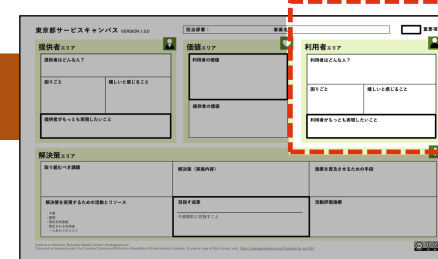 東京都サービスキャンバス VERSION 1.0.0
担当部署：
事業名
重要項
提供者エリア
提供者はどんな人？
困りごと
嬉しいと感じること
提供者がもっとも実現したいこと
価値エリア
利用者の価値
提供者の価値
利用者エリア
利用者はどんな人？
困りごと
嬉しいと感じること
利用者がもっとも実現したいこと
解決策エリア
取り組むべき課題
解決策（実施内容）
施策を普及させるための手段
解決策を実現するための活動とリソース
目指す成果
中長期的に目指すこと
活動評価指標